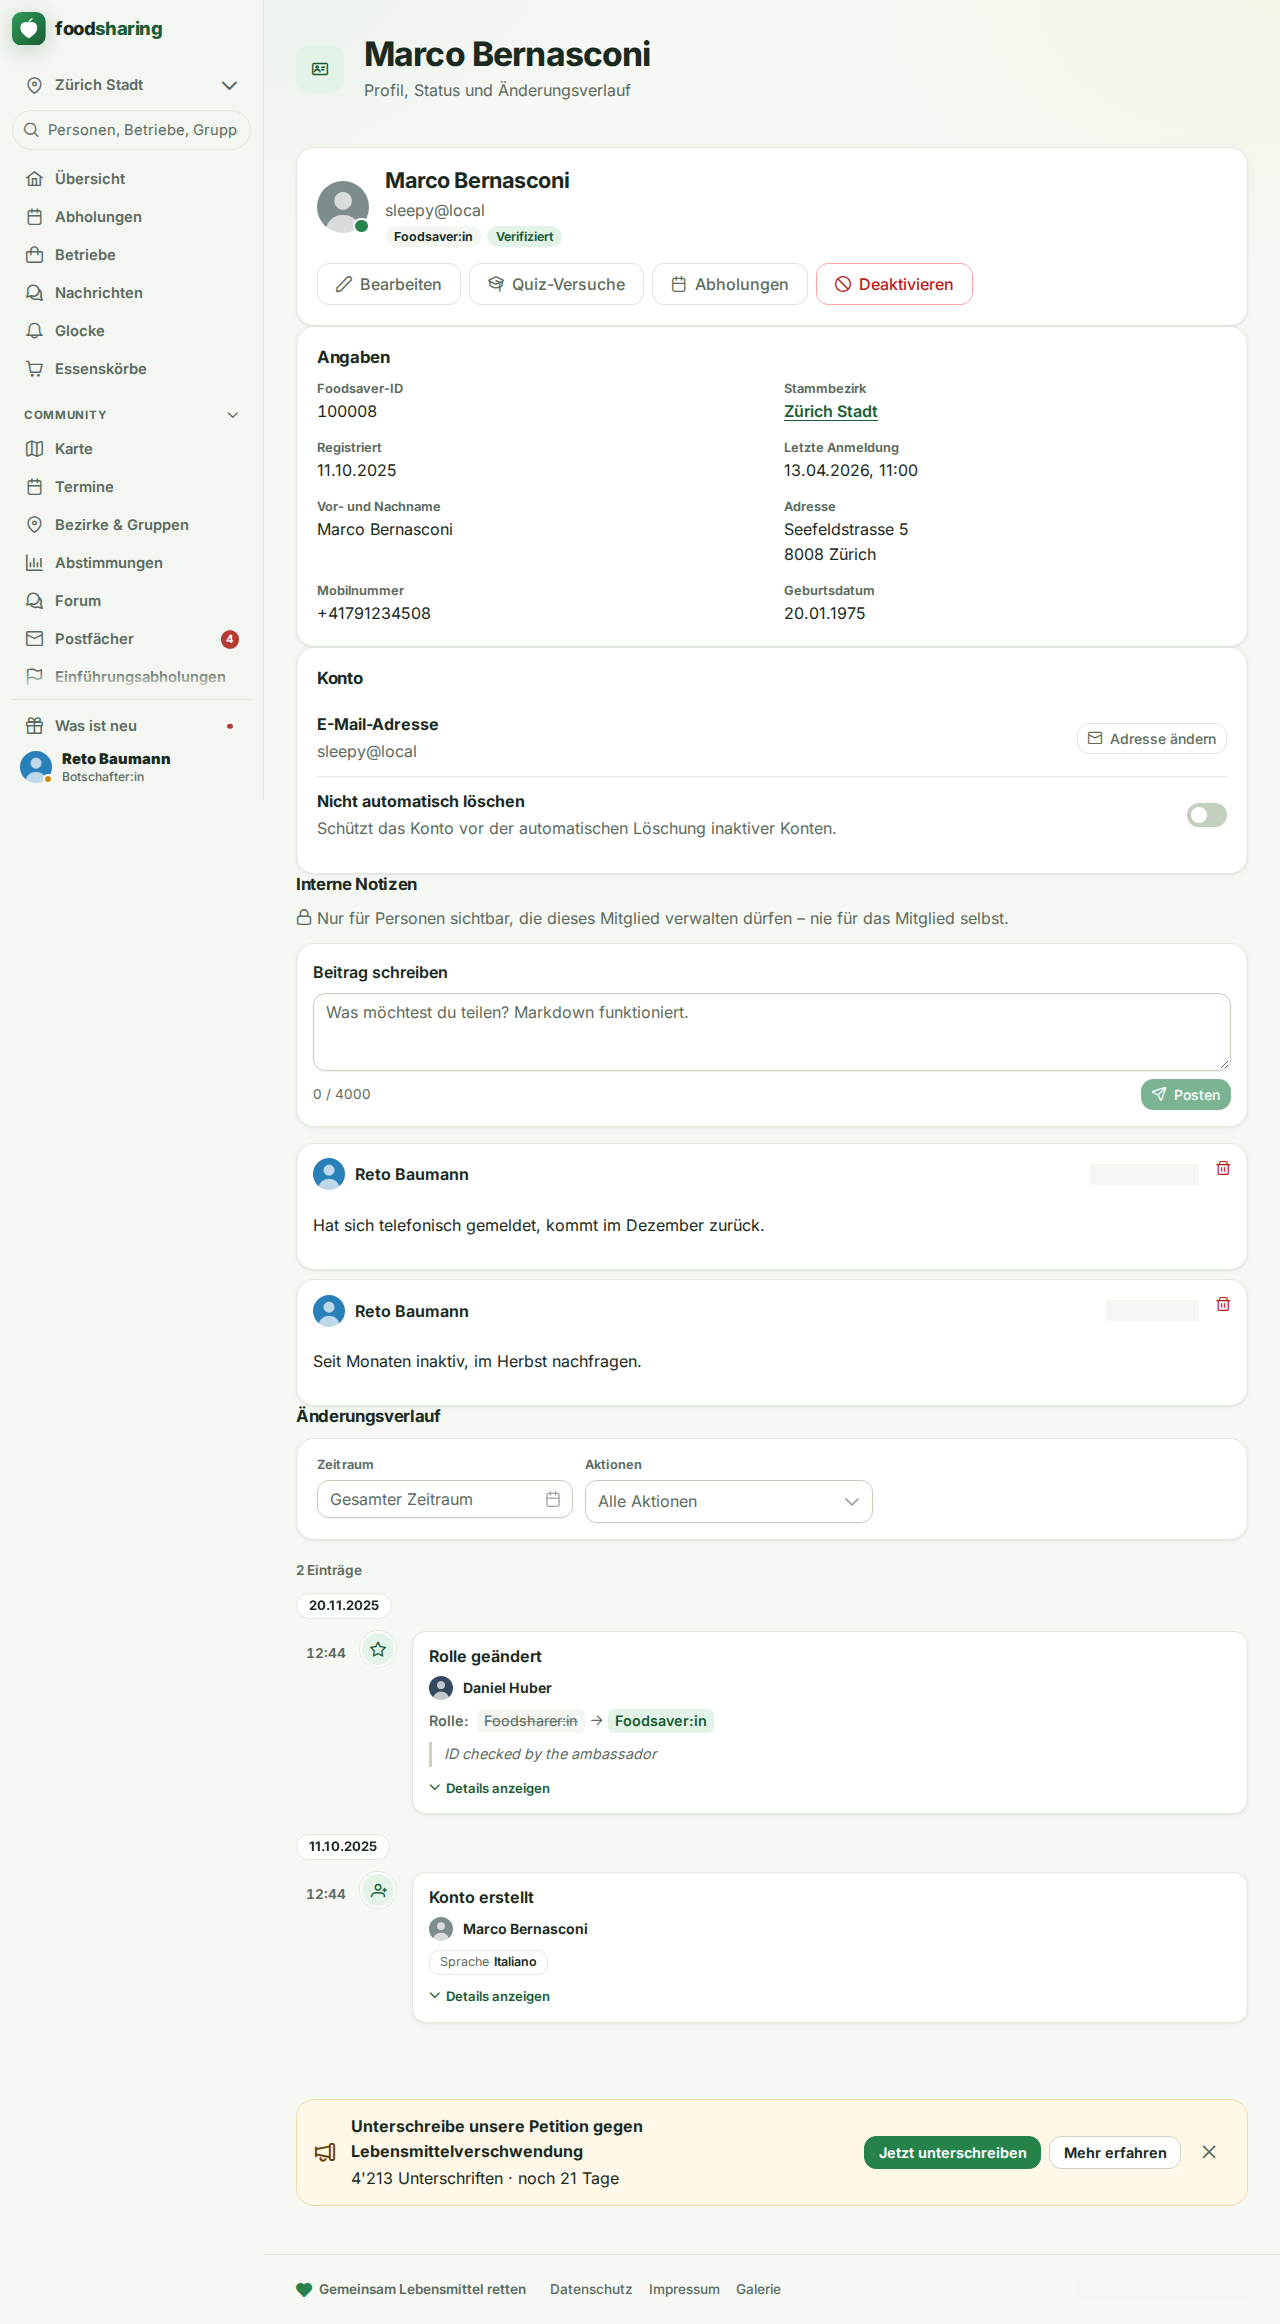 foodsharing
Zürich Stadt
Personen, Betriebe, Grupp
Übersicht
Abholungen
Betriebe
Nachrichten
Glocke
Essenskörbe
COMMUNITY
Karte
Termine
Bezirke & Gruppen
Abstimmungen
Forum
Postfächer 4
Einführungsabholungen
Was ist neu
Reto Baumann
Botschafter:in
Marco Bernasconi
Profil, Status und Änderungsverlauf
Marco Bernasconi
sleepy@local
Foodsaver:in Verifiziert
Bearbeiten Quiz-Versuche Abholungen Deaktivieren
Angaben
Foodsaver-ID Stammbezirk
100008 Zürich Stadt
Registriert Letzte Anmeldung
11.10.2025 13.04.2026, 11:00
Vor- und Nachname Adresse
Marco Bernasconi Seefeldstrasse 5
8008 Zürich
Mobilnummer Geburtsdatum
+41791234508 20.01.1975
Konto
E-Mail-Adresse
sleepy@local Adresse ändern
Nicht automatisch löschen
Schützt das Konto vor der automatischen Löschung inaktiver Konten.
Interne Notizen
Nur für Personen sichtbar, die dieses Mitglied verwalten dürfen – nie für das Mitglied selbst.
Beitrag schreiben
Was möchtest du teilen? Markdown funktioniert.
0 / 4000 Posten
Reto Baumann
Hat sich telefonisch gemeldet, kommt im Dezember zurück.
Reto Baumann
Seit Monaten inaktiv, im Herbst nachfragen.
Änderungsverlauf
Zeitraum Aktionen
Gesamter Zeitraum Alle Aktionen
2 Einträge
20.11.2025
12:44 Rolle geändert
Daniel Huber
Rolle: Foodsharer:in → Foodsaver:in
ID checked by the ambassador
Details anzeigen
11.10.2025
12:44 Konto erstellt
Marco Bernasconi
Sprache Italiano
Details anzeigen
Unterschreibe unsere Petition gegen
Lebensmittelverschwendung
4'213 Unterschriften · noch 21 Tage
Jetzt unterschreiben Mehr erfahren
Gemeinsam Lebensmittel retten Datenschutz Impressum Galerie